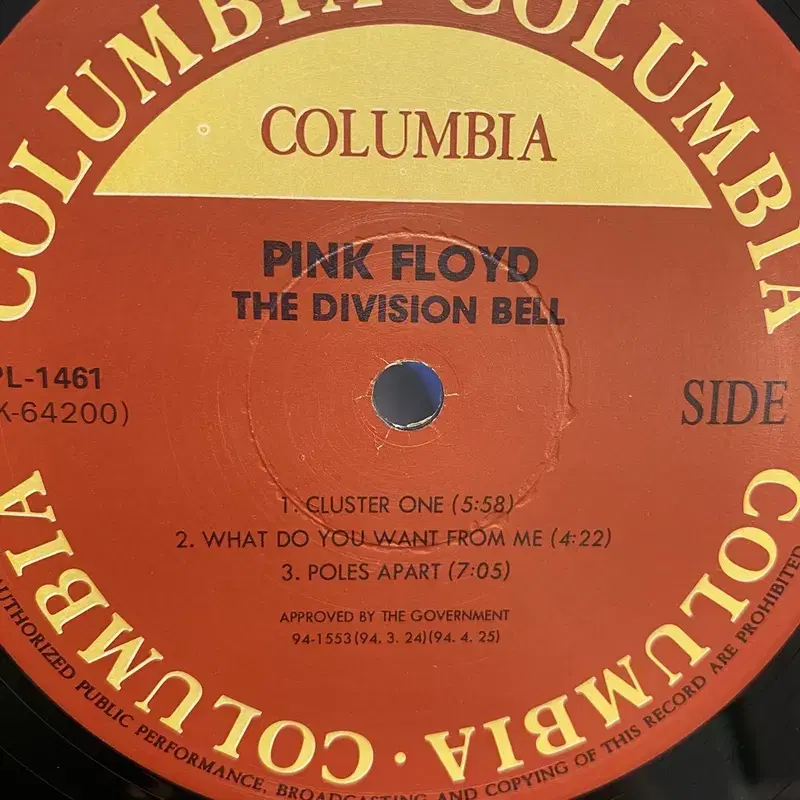 COLUMBIA COLUMBIA
COLUMBIA
PINK FLOYD
THE DIVISION BELL
PL-1461
K-64200)
SIDE
1. CLUSTER ONE (5:58)
2. WHAT DO YOU WANT FROM ME (4:22)
3. POLES APART (7:05)
APPROVED BY THE GOVERNMENT
94-1553(94. 3. 24)(94. 4. 25)
COLUMBIA · COLUMBIA
AUTHORIZED PUBLIC PERFORMANCE, BROADCASTING AND COPYING OF THIS RECORD ARE PROHIBITED